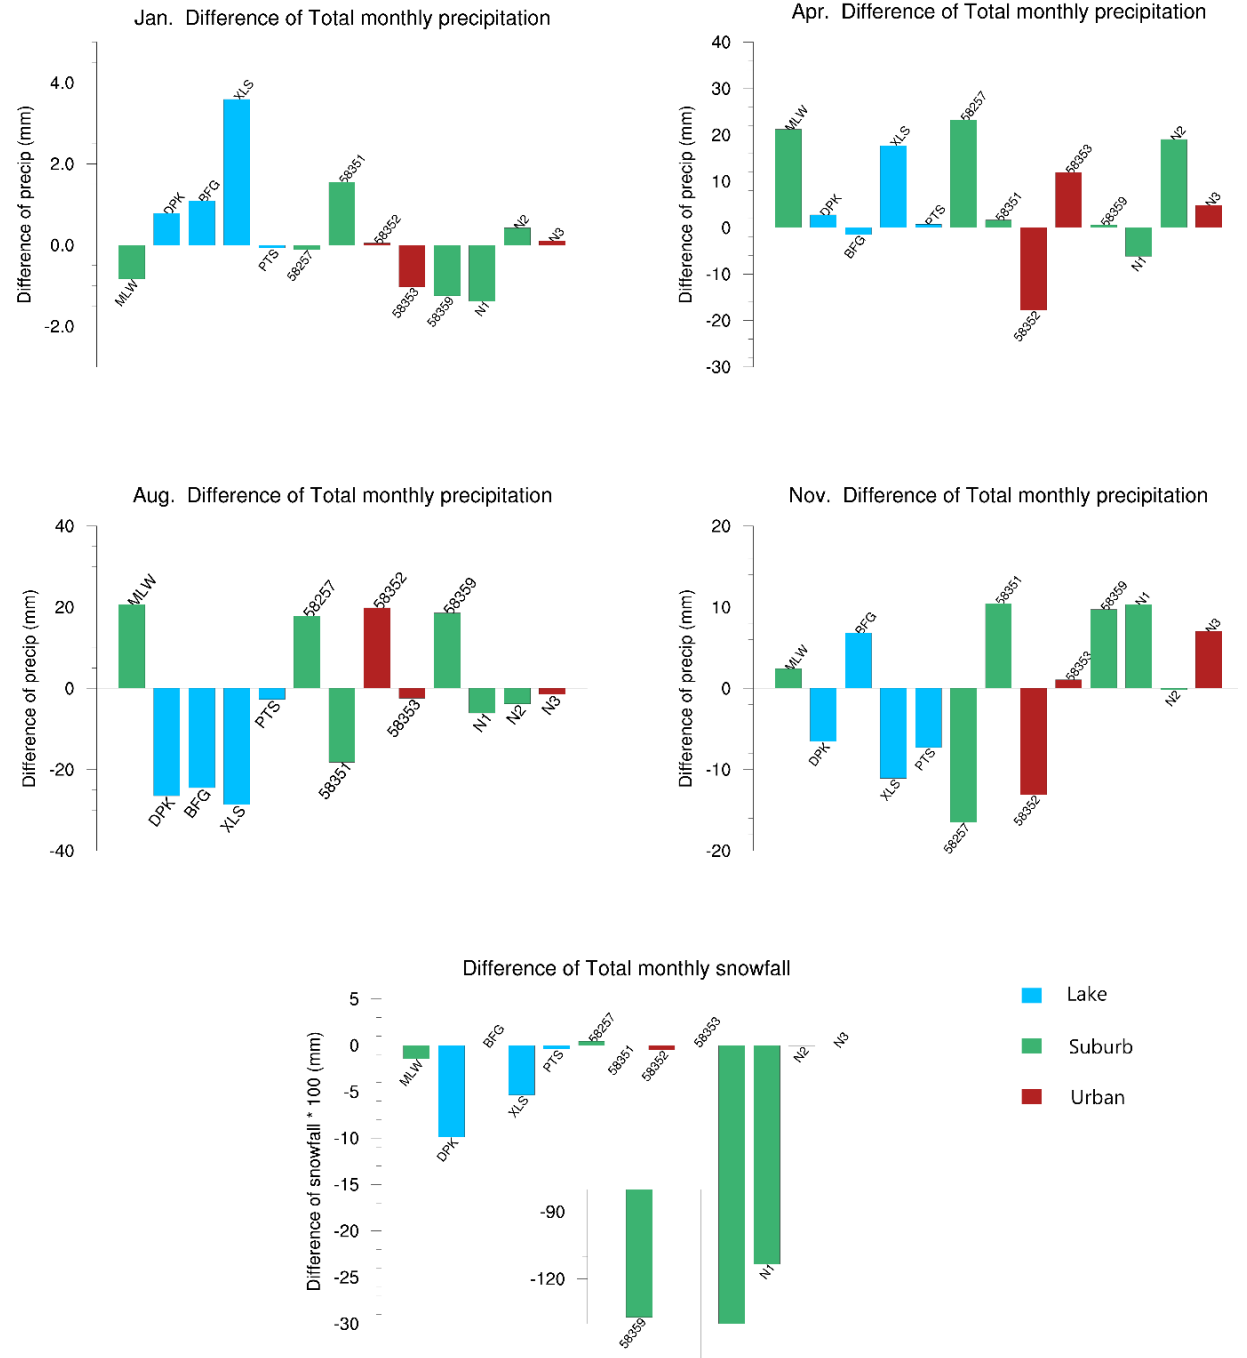 Jan.  Difference of Total monthly precipitation
Difference of precip (mm)
4.0
2.0
0.0
-2.0
MLW
DPK
BFG
XLS
PTS
58257
58351
58352
58353
58359
N1
N2
N3
Apr.  Difference of Total monthly precipitation
Difference of precip (mm)
40
30
20
10
0
-10
-20
-30
MLW
DPK
BFG
XLS
PTS
58257
58351
58352
58353
58359
N1
N2
N3
Aug.  Difference of Total monthly precipitation
Difference of precip (mm)
40
20
0
-20
-40
MLW
DPK
BFG
XLS
PTS
58257
58351
58352
58353
58359
N1
N2
N3
Nov.  Difference of Total monthly precipitation
Difference of precip (mm)
20
10
0
-10
-20
MLW
DPK
BFG
XLS
PTS
58257
58351
58352
58353
58359
N1
N2
N3
Difference of Total monthly snowfall
Difference of snowfall * 100 (mm)
5
0
-5
-10
-15
-20
-25
-30
MLW
DPK
BFG
XLS
PTS
58257
58351
58352
58353
N1
N2
N3
-90
-120
58359
Lake
Suburb
Urban